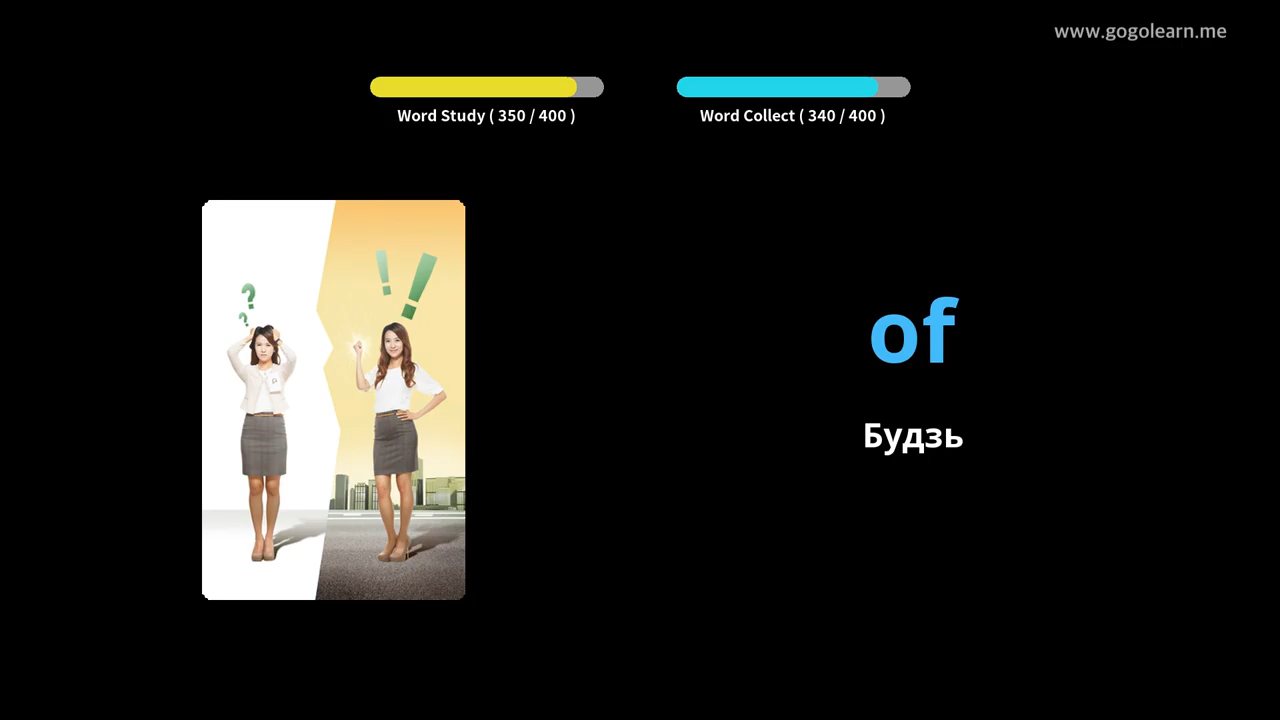 www.gogolearn.me
Word Study ( 350 / 400 )
Word Collect ( 340 / 400 )
? ?
! !
of
Будзь